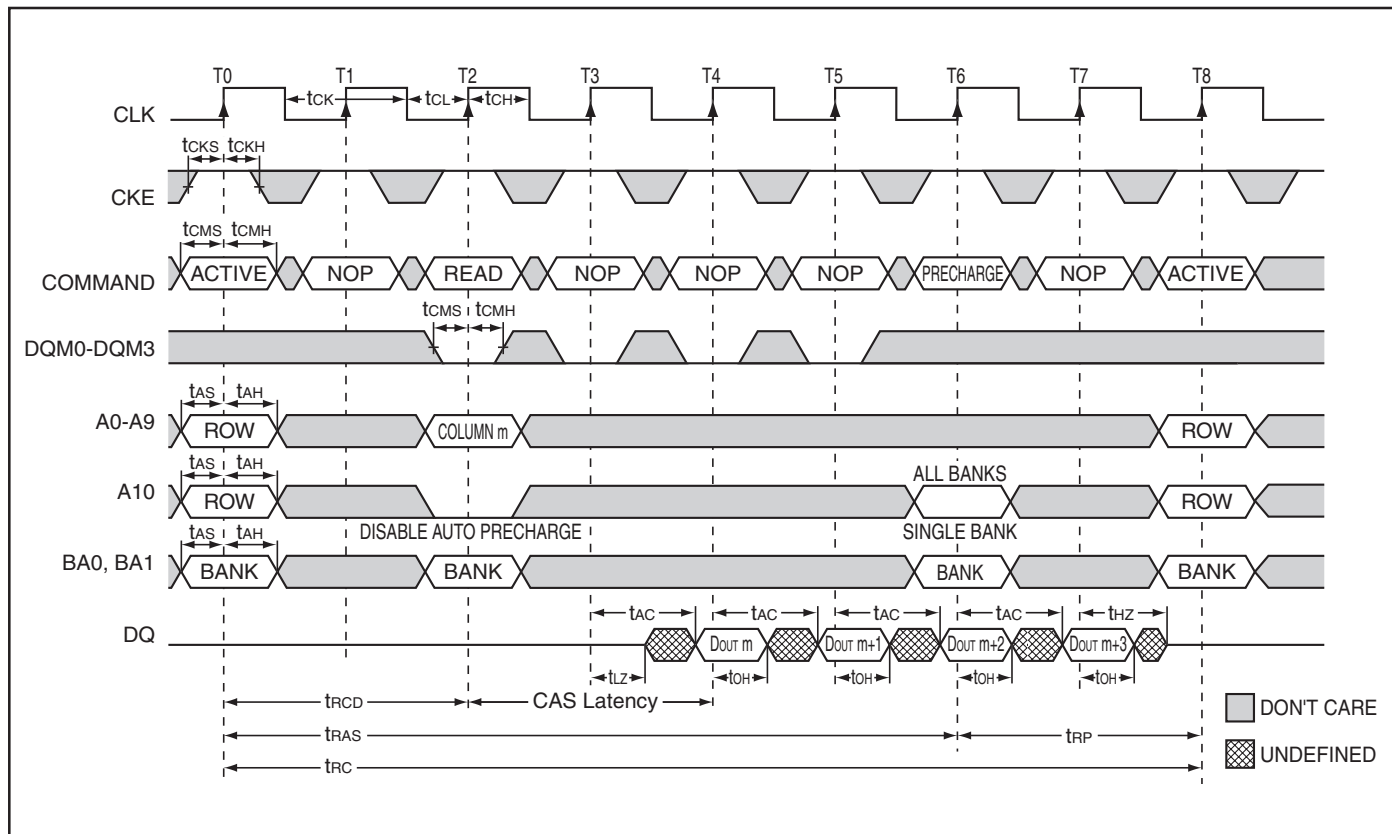 T0 T1 T2 T3 T4 T5 T6 T7 T8
tCK tCL tCH
CLK
tCKS tCKH
CKE
tCMS tCMH
COMMAND ACTIVE NOP READ NOP NOP NOP PRECHARGE NOP ACTIVE
tCMS tCMH
DQM0-DQM3
tAS tAH
A0-A9 ROW COLUMN m ROW
tAS tAH ALL BANKS
A10 ROW ROW
DISABLE AUTO PRECHARGE SINGLE BANK
tAS tAH
BA0, BA1 BANK BANK BANK BANK
tAC tAC tAC tAC tHZ
DQ DOUT m DOUT m+1 DOUT m+2 DOUT m+3
tLZ tOH tOH tOH tOH
tRCD CAS Latency
DON'T CARE
tRAS tRP
UNDEFINED
tRC